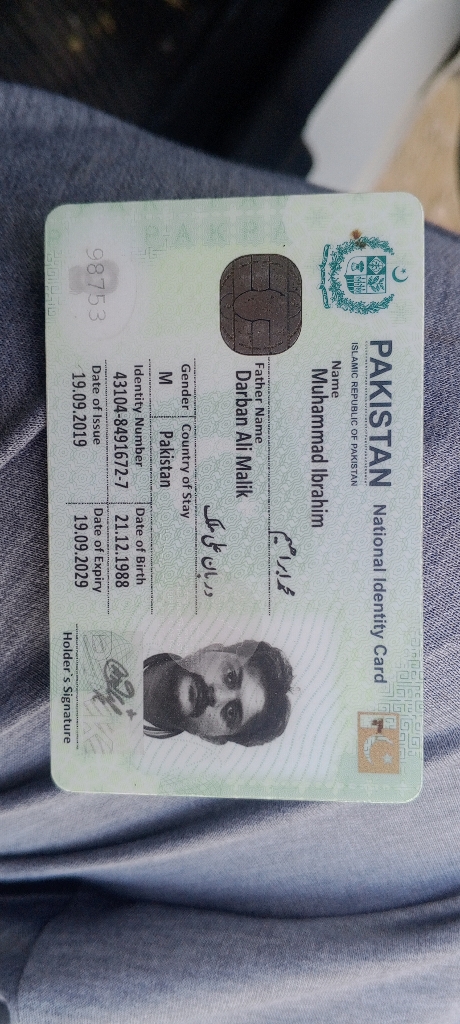 PAKISTAN National Identity Card
ISLAMIC REPUBLIC OF PAKISTAN
Name
Muhammad Ibrahim
محمد ابراہیم
Father Name
Darban Ali Malik
دربان علی ملک
Gender Country of Stay
M Pakistan
Identity Number Date of Birth
43104-8491672-7 21.12.1988
Date of Issue Date of Expiry
19.09.2019 19.09.2029
Holder's Signature
98753